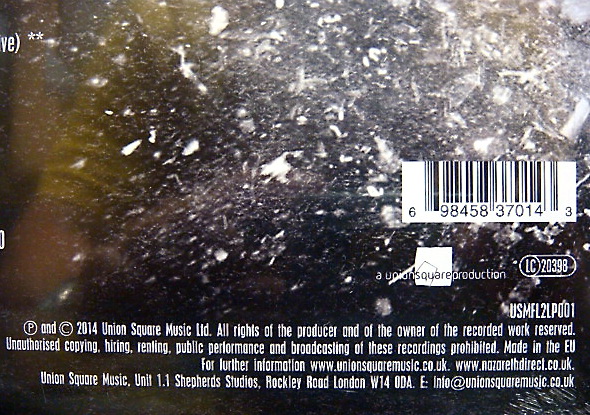 ve) **
6 98458 37014 3
0
a unionsquareproduction
LC 20398
USMFL2LP001
Ⓟ and © 2014 Union Square Music Ltd. All rights of the producer and of the owner of the recorded work reserved.
Unauthorised copying, hiring, renting, public performance and broadcasting of these recordings prohibited. Made in the EU
For further information www.unionsquaremusic.co.uk. www.nazarethdirect.co.uk.
Union Square Music, Unit 1.1 Shepherds Studios, Rockley Road London W14 0DA. E: Info@unionsquaremusic.co.uk